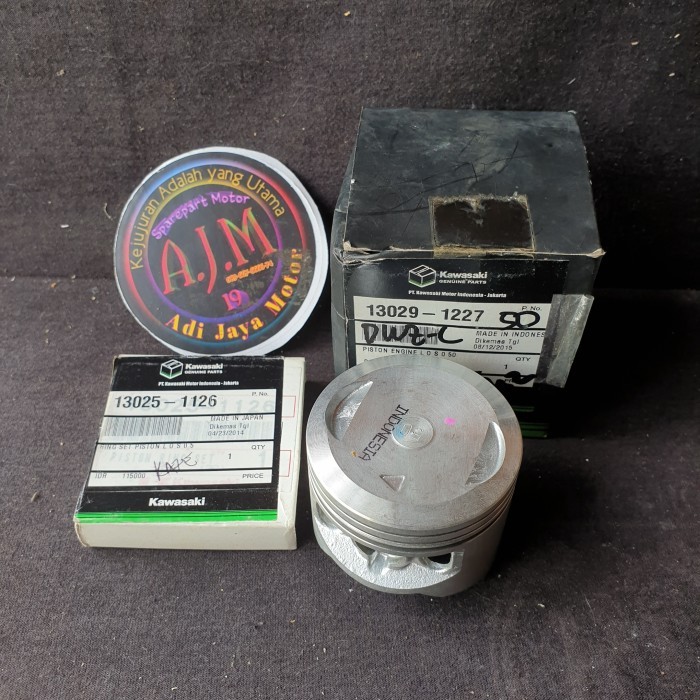 Kejujuran Adalah yang Utama
Sparepart Motor
A.J.M
19
Adi Jaya Motor
Kawasaki
GENUINE PARTS
PT. Kawasaki Motor Indonesia - Jakarta
P. No.
13029-1227
50
MADE IN INDONES
Dikemas Tgl
08/12/2015
PISTON ENGINE L O S 0 50
QTY
1
Kawasaki
GENUINE PARTS
PT. Kawasaki Motor Indonesia - Jakarta
P. No.
13025-1126
MADE IN JAPAN
Dikemas Tgl
04/23/2014
RING SET PISTON L O S 0 5
QTY
1
KAZE
IDR 115000
PRICE
Kawasaki
INDONESIA